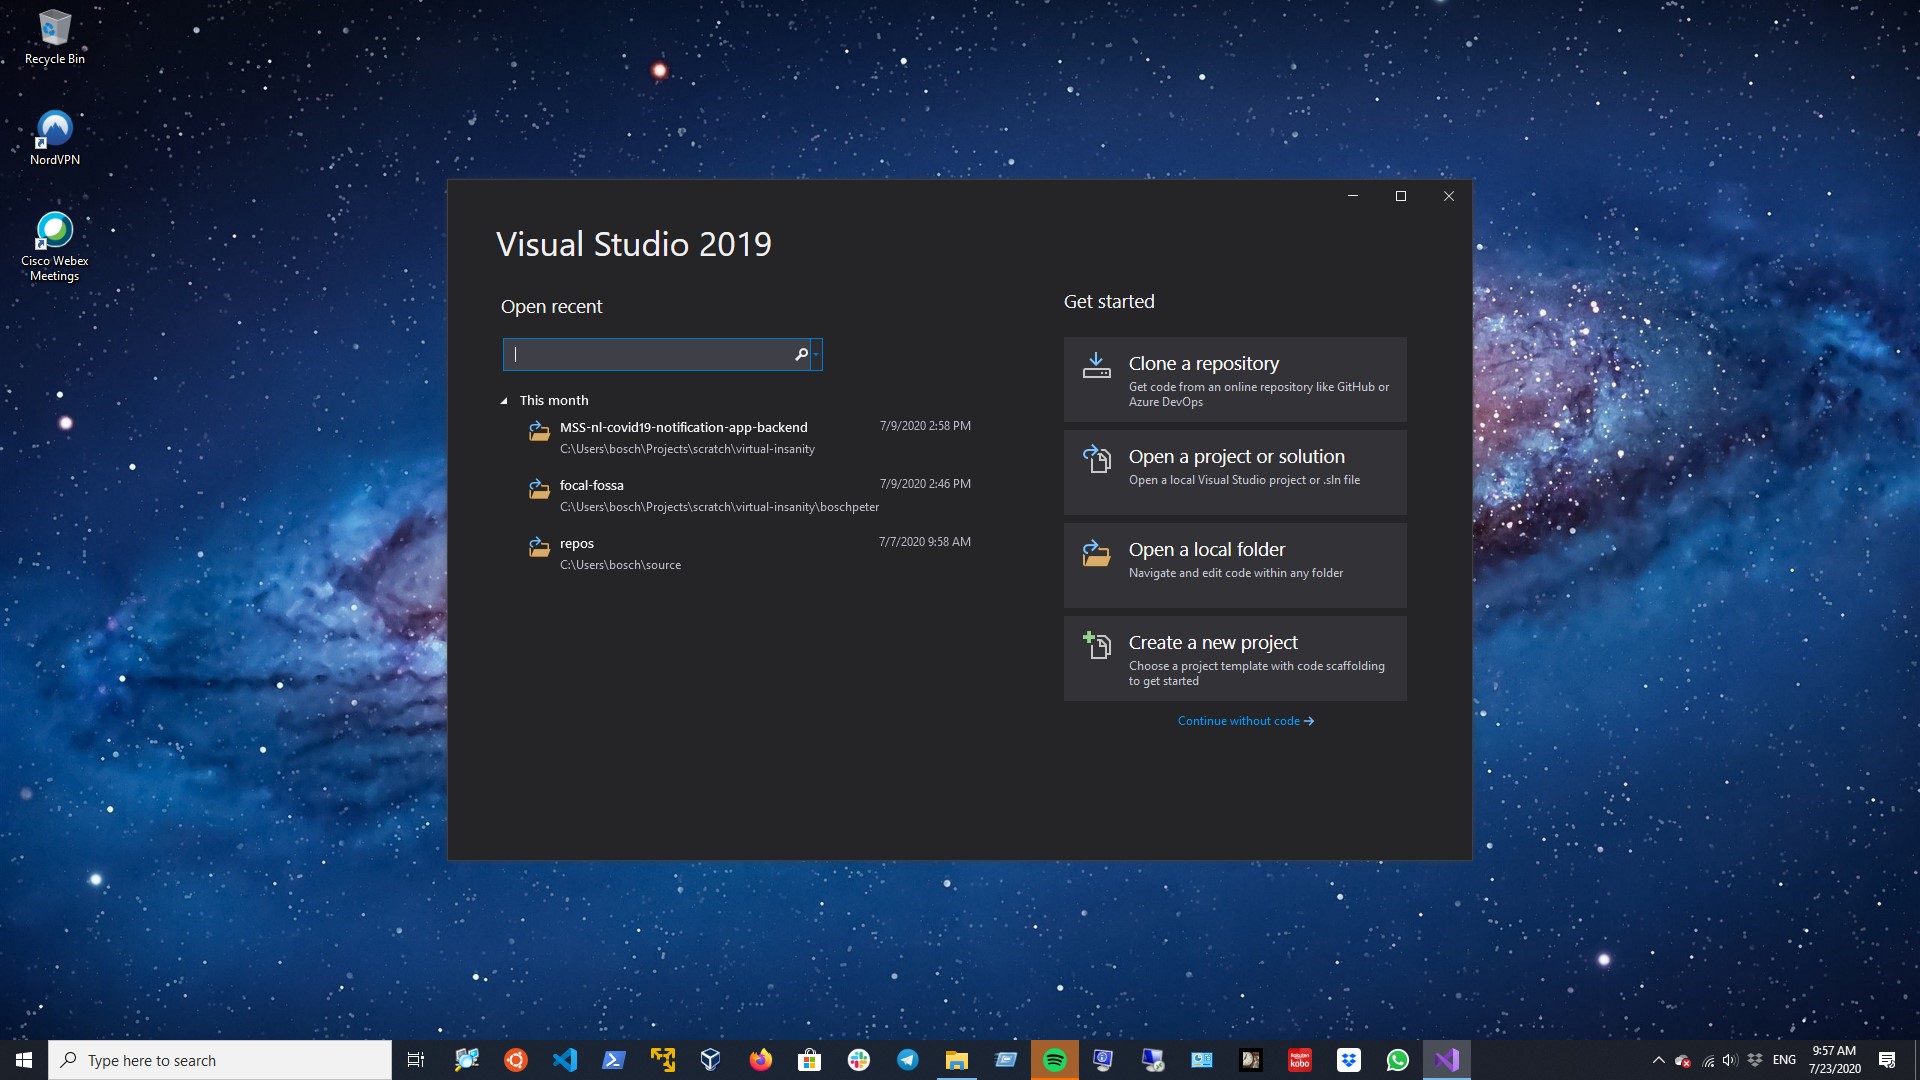 Recycle Bin
NordVPN
Cisco Webex
Meetings
Visual Studio 2019
Open recent
This month
MSS-nl-covid19-notification-app-backend
7/9/2020 2:58 PM
C:\Users\bosch\Projects\scratch\virtual-insanity
focal-fossa
7/9/2020 2:46 PM
C:\Users\bosch\Projects\scratch\virtual-insanity\boschpeter
repos
7/7/2020 9:58 AM
C:\Users\bosch\source
Get started
Clone a repository
Get code from an online repository like GitHub or
Azure DevOps
Open a project or solution
Open a local Visual Studio project or .sln file
Open a local folder
Navigate and edit code within any folder
Create a new project
Choose a project template with code scaffolding
to get started
Continue without code
Type here to search
Rakuten
kobo
ENG
9:57 AM
7/23/2020